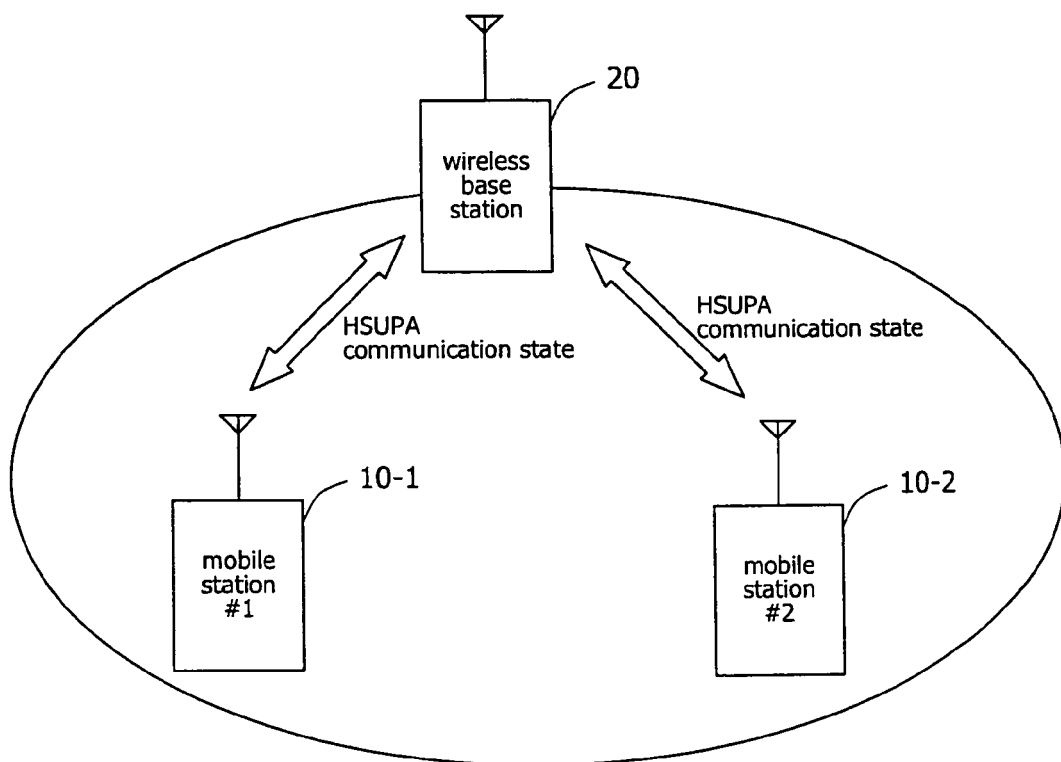 20
wireless
base
station
HSUPA
communication state
HSUPA
communication state
10-1
mobile
station
#1
10-2
mobile
station
#2